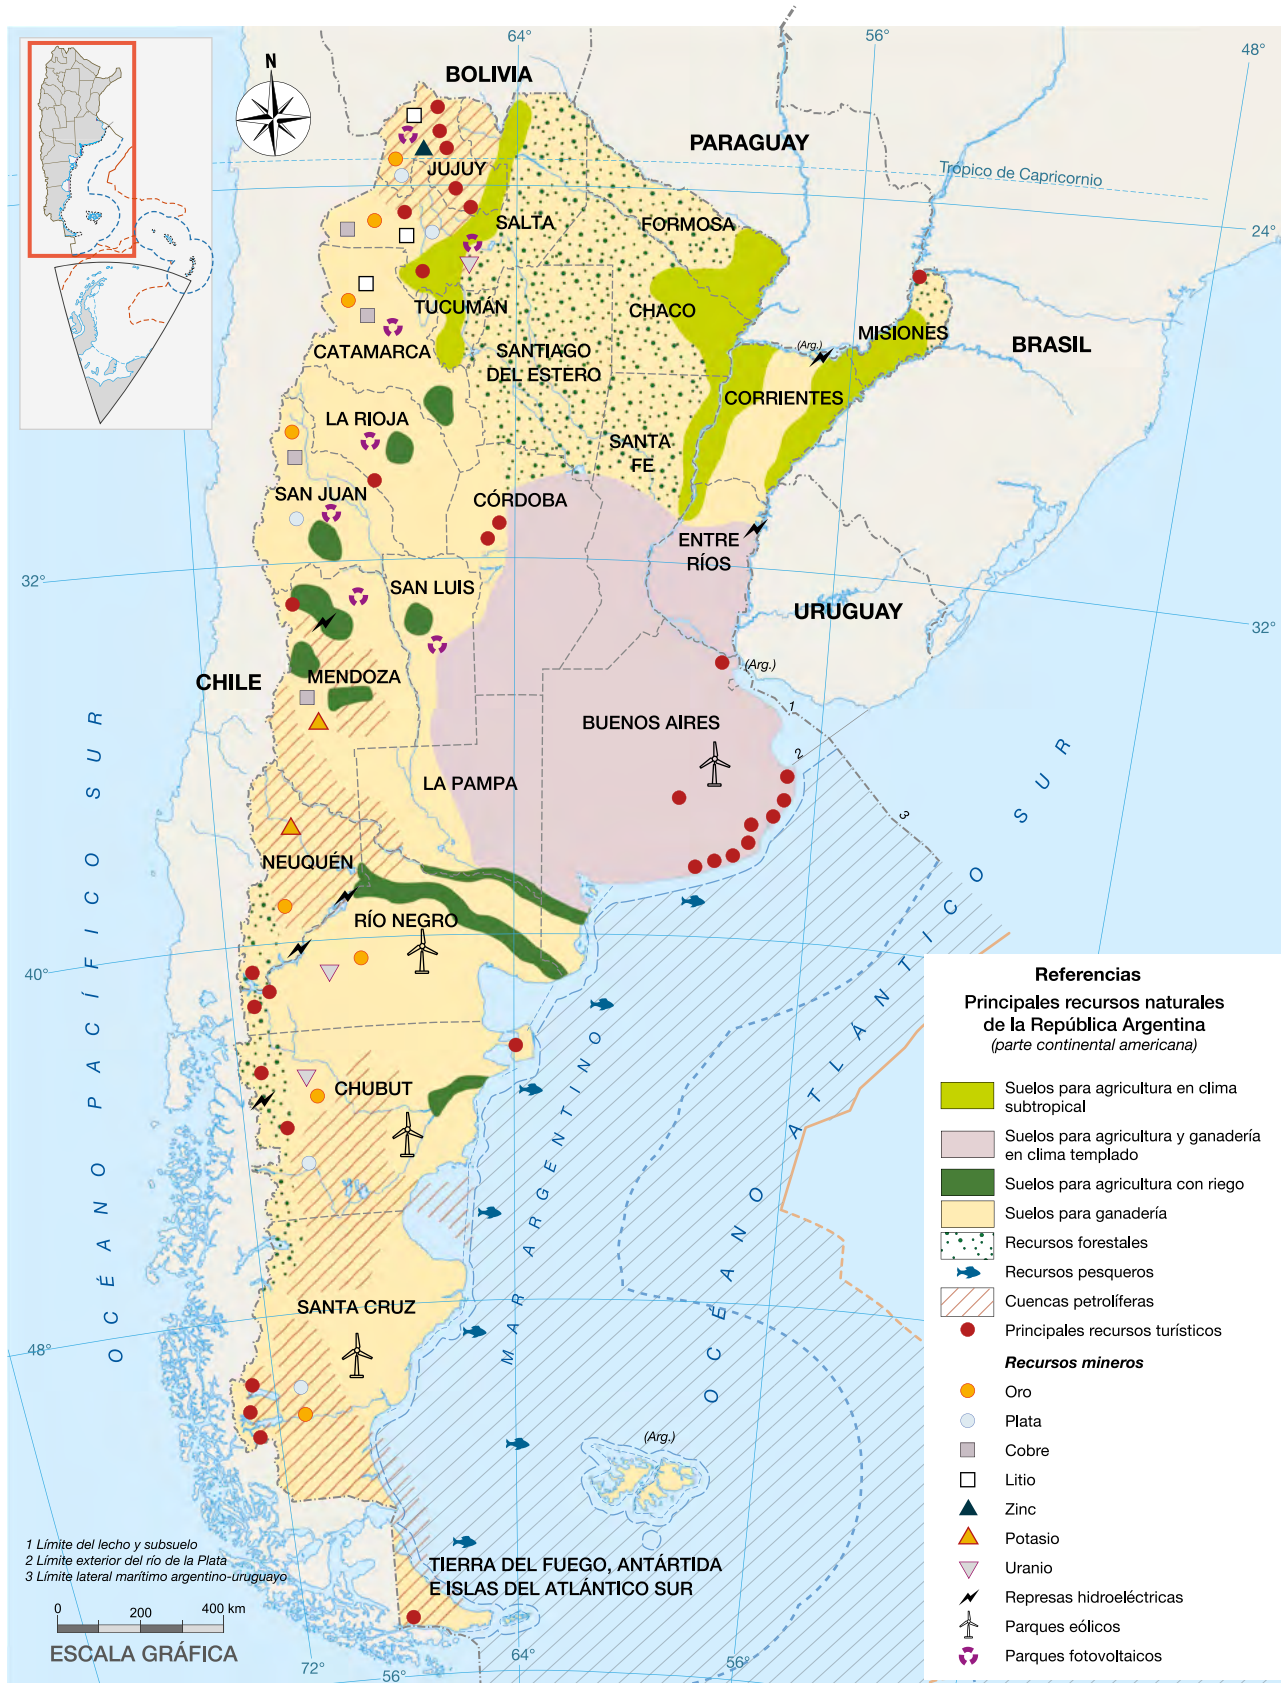 64°
56°
48°
N
BOLIVIA
PARAGUAY
Tropico de Capricornio
JUJUY
SALTA
FORMOSA
24°
TUCUMÁN
CHACO
MISIONES
CATAMARCA
SANTIAGO
DEL ESTERO
(Arg.)
BRASIL
CORRIENTES
LA RIOJA
SANTA
FE
SAN JUAN
CÓRDOBA
ENTRE
RÍOS
32°
SAN LUIS
URUGUAY
32°
CHILE
MENDOZA
(Arg.)
1
BUENOS AIRES
2
LA PAMPA
3
NEUQUÉN
RÍO NEGRO
40°
CHUBUT
SANTA CRUZ
48°
OCÉANO PACÍFICO SUR
MAR ARGENTINO
OCÉANO ATLÁNTICO SUR
(Arg.)
TIERRA DEL FUEGO, ANTÁRTIDA
E ISLAS DEL ATLÁNTICO SUR
1 Límite del lecho y subsuelo
2 Límite exterior del río de la Plata
3 Límite lateral marítimo argentino-uruguayo
0 200 400 km
ESCALA GRÁFICA
72°
56°
64°
56°
Referencias
Principales recursos naturales
de la República Argentina
(parte continental americana)
Suelos para agricultura en clima
subtropical
Suelos para agricultura y ganadería
en clima templado
Suelos para agricultura con riego
Suelos para ganadería
Recursos forestales
Recursos pesqueros
Cuencas petrolíferas
Principales recursos turísticos
Recursos mineros
Oro
Plata
Cobre
Litio
Zinc
Potasio
Uranio
Represas hidroeléctricas
Parques eólicos
Parques fotovoltaicos